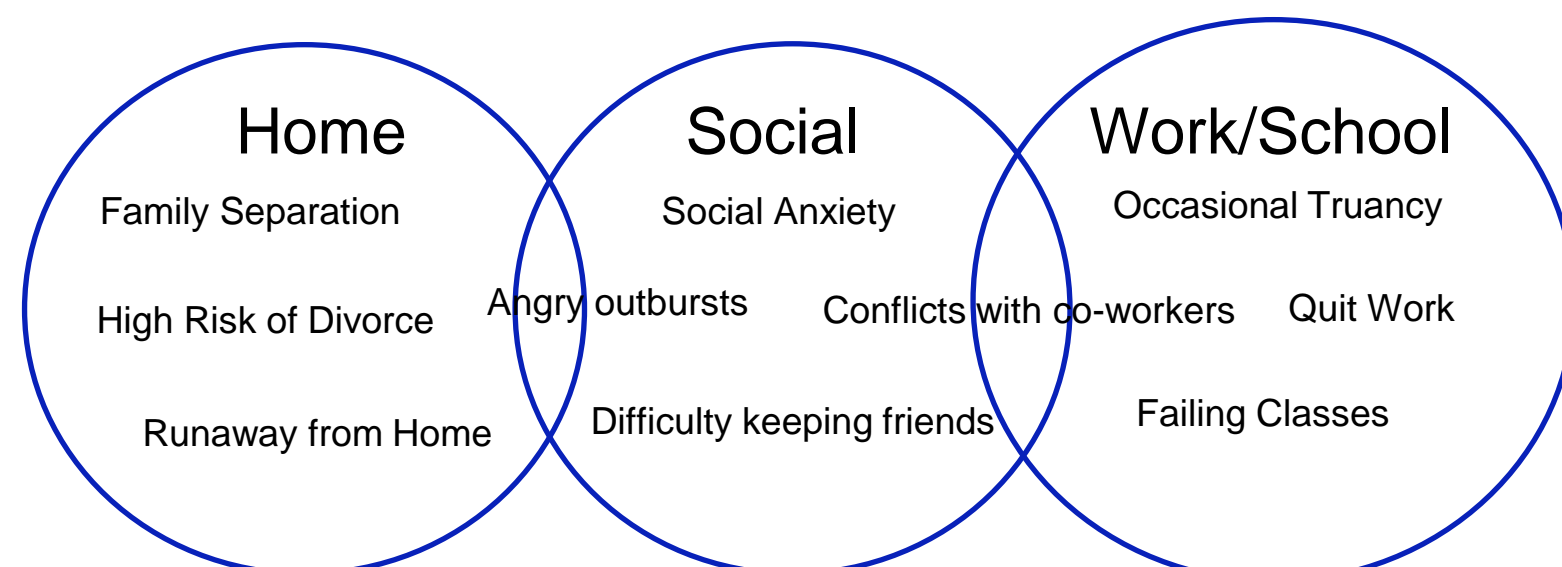 Home
Family Separation
High Risk of Divorce
Runaway from Home
Social
Social Anxiety
Angry outbursts
Conflicts with co-workers
Difficulty keeping friends
Work/School
Occasional Truancy
Quit Work
Failing Classes